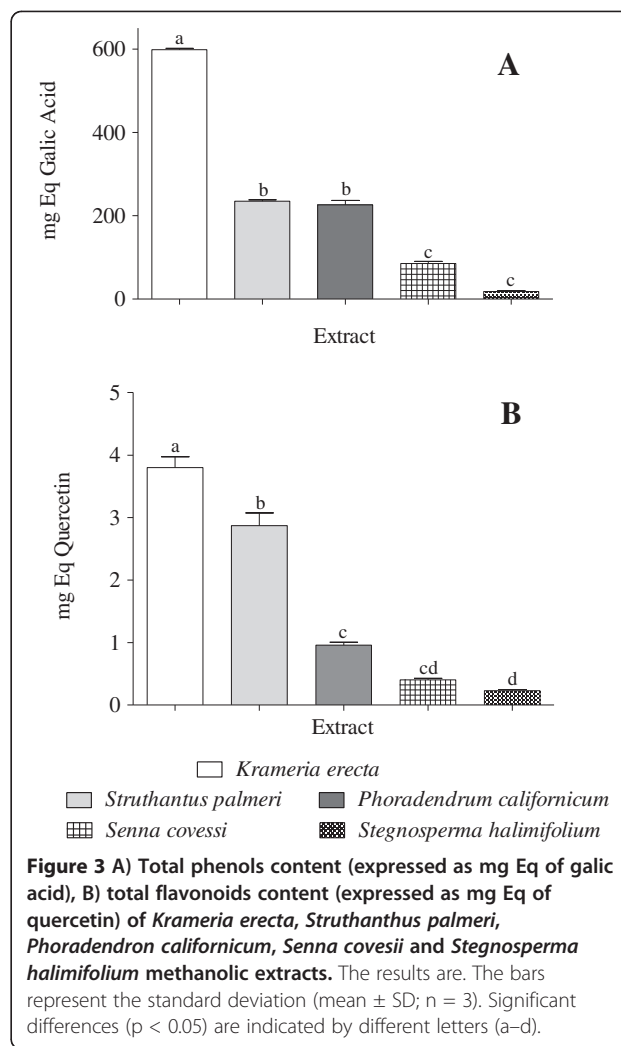 A
600
400
200
0
mg Eq Galic Acid
a
b
b
c
c
Extract
B
5
4
3
2
1
0
mg Eq Quercetin
a
b
c
cd
d
Extract
Krameria erecta
Struthantus palmeri
Phoradendrum californicum
Senna covessi
Stegnosperma halimifolium
Figure 3 A) Total phenols content (expressed as mg Eq of galic
acid), B) total flavonoids content (expressed as mg Eq of
quercetin) of Krameria erecta, Struthanthus palmeri,
Phoradendron californicum, Senna covesii and Stegnosperma
halimifolium methanolic extracts. The results are. The bars
represent the standard deviation (mean ± SD; n = 3). Significant
differences (p < 0.05) are indicated by different letters (a–d).